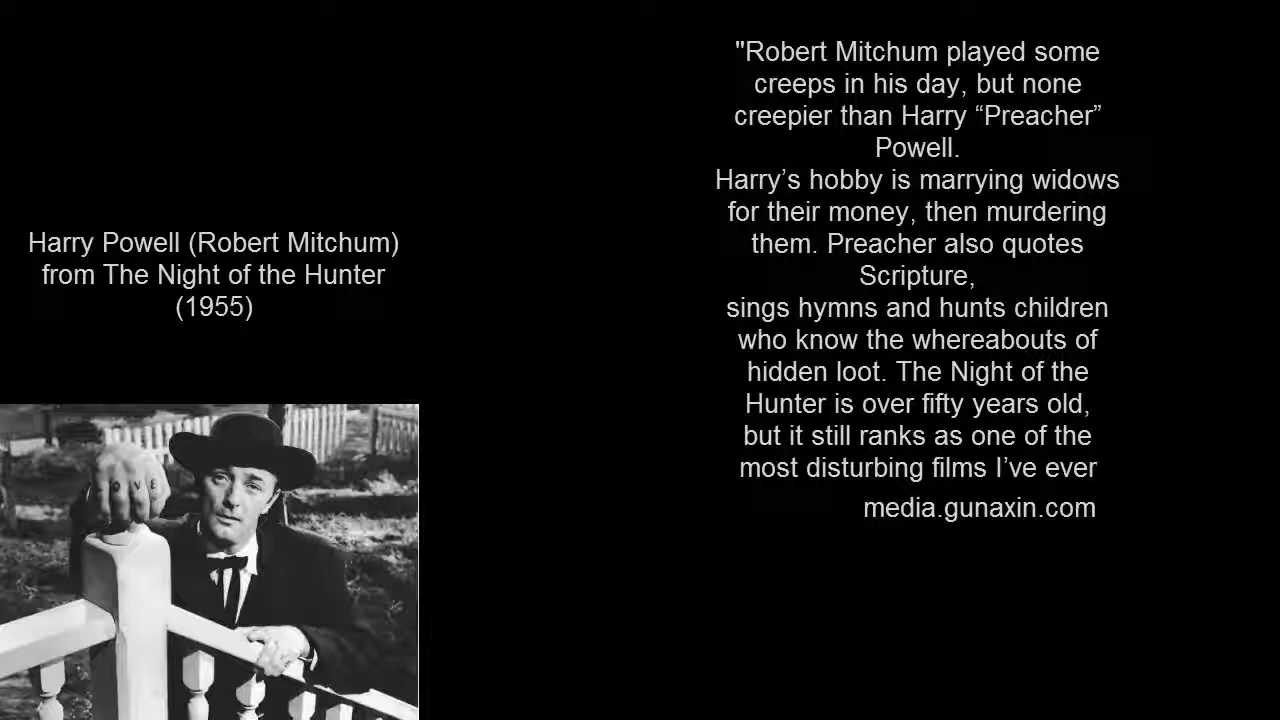 Harry Powell (Robert Mitchum)
from The Night of the Hunter
(1955)
"Robert Mitchum played some
creeps in his day, but none
creepier than Harry “Preacher”
Powell.
Harry’s hobby is marrying widows
for their money, then murdering
them. Preacher also quotes
Scripture,
sings hymns and hunts children
who know the whereabouts of
hidden loot. The Night of the
Hunter is over fifty years old,
but it still ranks as one of the
most disturbing films I’ve ever
media.gunaxin.com
LOVE